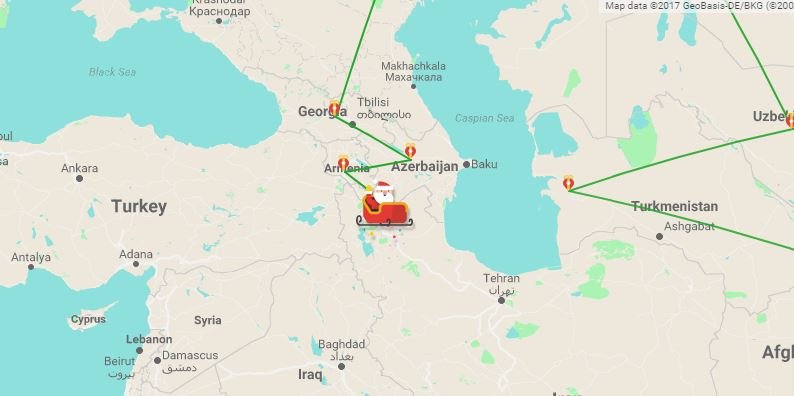 Krasnodar
Краснодар
Map data ©2017 GeoBasis-DE/BKG (©200
Black Sea
Makhachkala
Махачкала
Georgia
Tbilisi
თბილისი
Caspian Sea
Uzbe
Ankara
Armenia
Azerbaijan
Baku
Turkey
Turkmenistan
Ashgabat
Antalya
Adana
Tehran
تهران
Cyprus
Syria
Lebanon
Beirut
بيروت
Damascus
دمشق
Baghdad
بغداد
Iraq
Afg